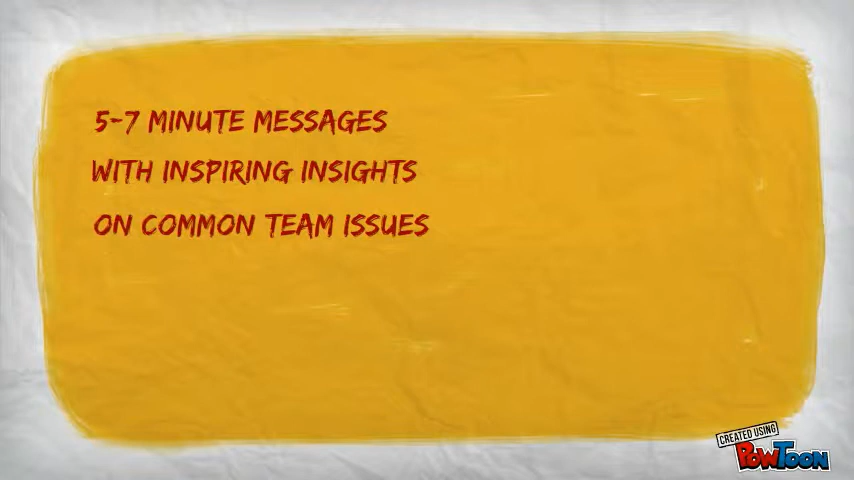 5-7 MINUTE MESSAGES
WITH INSPIRING INSIGHTS
ON COMMON TEAM ISSUES
CREATED USING
POWTOON